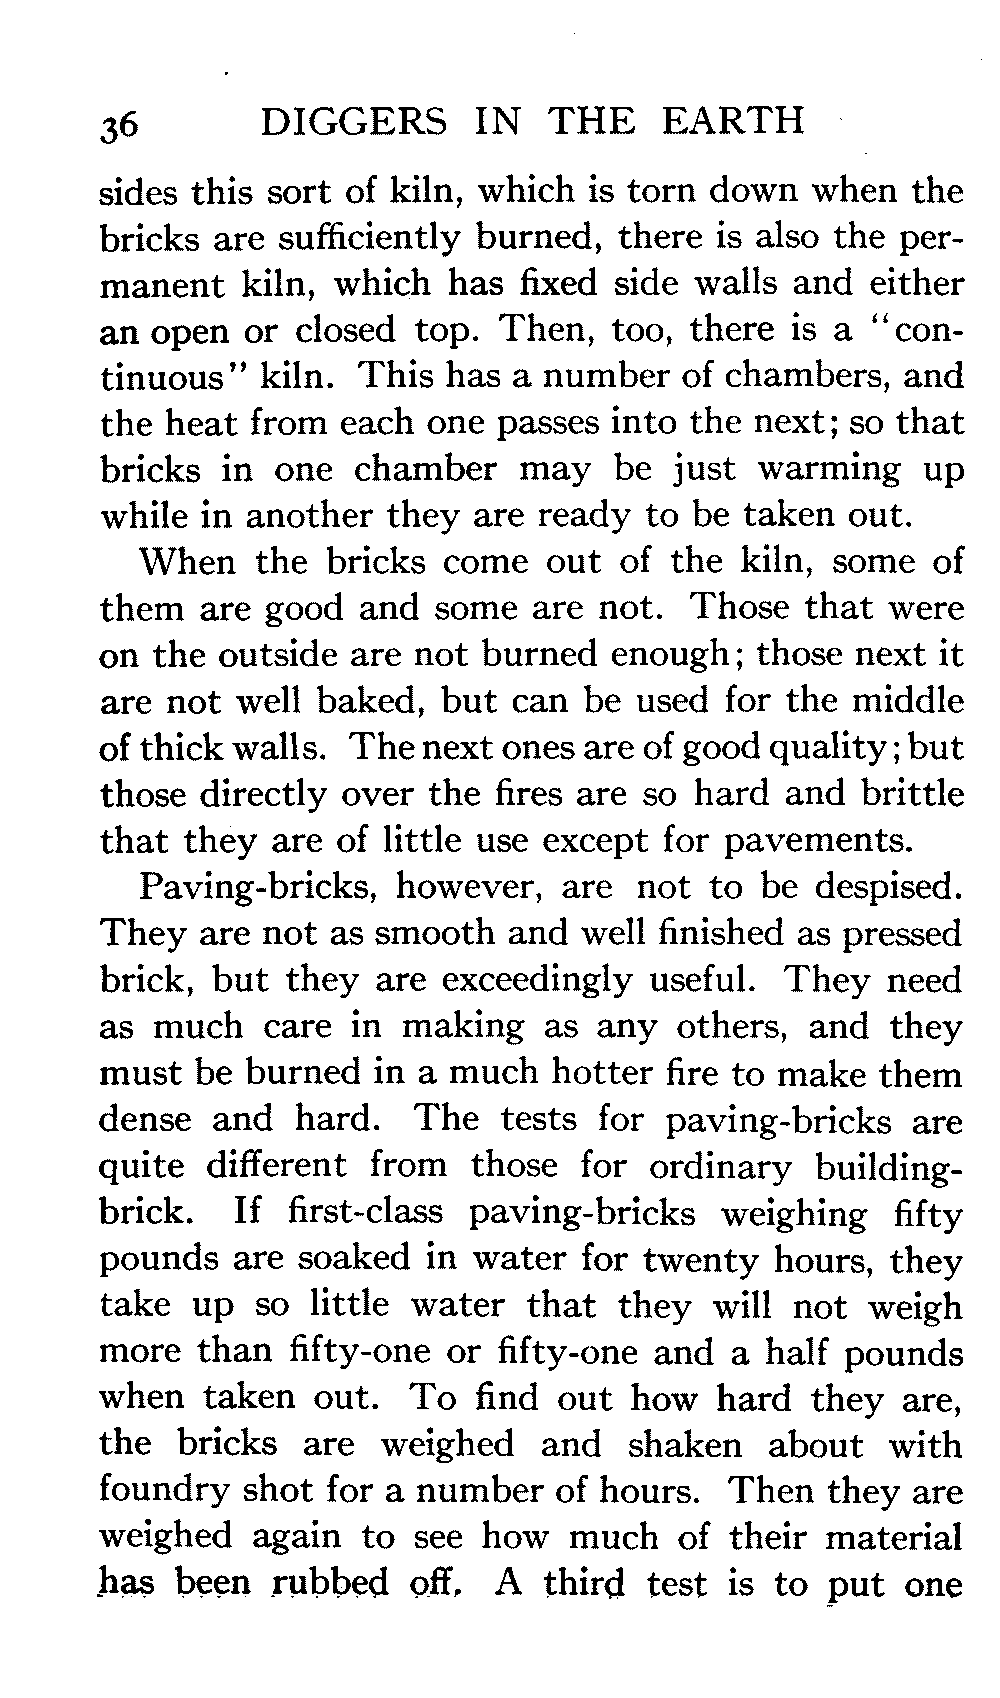 36 DIGGERS IN THE EARTH
sides this sort of kiln, which is torn down when the
bricks are sufficiently burned, there is also the per-
manent kiln, which has fixed side walls and either
an open or closed top. Then, too, there is a “con-
tinuous” kiln. This has a number of chambers, and
the heat from each one passes into the next; so that
bricks in one chamber may be just warming up
while in another they are ready to be taken out.
When the bricks come out of the kiln, some of
them are good and some are not. Those that were
on the outside are not burned enough; those next it
are not well baked, but can be used for the middle
of thick walls. The next ones are of good quality; but
those directly over the fires are so hard and brittle
that they are of little use except for pavements.
Paving-bricks, however, are not to be despised.
They are not as smooth and well finished as pressed
brick, but they are exceedingly useful. They need
as much care in making as any others, and they
must be burned in a much hotter fire to make them
dense and hard. The tests for paving-bricks are
quite different from those for ordinary building-
brick. If first-class paving-bricks weighing fifty
pounds are soaked in water for twenty hours, they
take up so little water that they will not weigh
more than fifty-one or fifty-one and a half pounds
when taken out. To find out how hard they are,
the bricks are weighed and shaken about with
foundry shot for a number of hours. Then they are
weighed again to see how much of their material
has been rubbed off. A third test is to put one